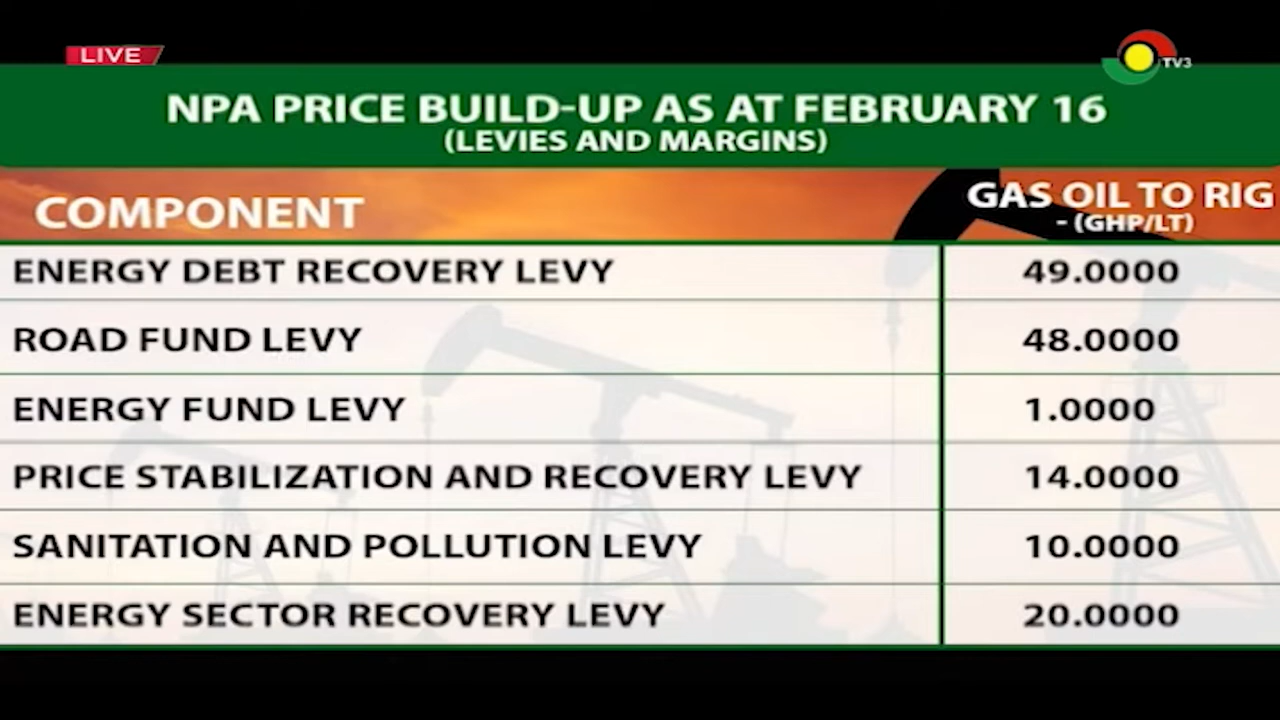 LIVE
TV3
NPA PRICE BUILD-UP AS AT FEBRUARY 16
(LEVIES AND MARGINS)
COMPONENT
GAS OIL TO RIG
- (GHP/LT)
ENERGY DEBT RECOVERY LEVY 49.0000
ROAD FUND LEVY 48.0000
ENERGY FUND LEVY 1.0000
PRICE STABILIZATION AND RECOVERY LEVY 14.0000
SANITATION AND POLLUTION LEVY 10.0000
ENERGY SECTOR RECOVERY LEVY 20.0000